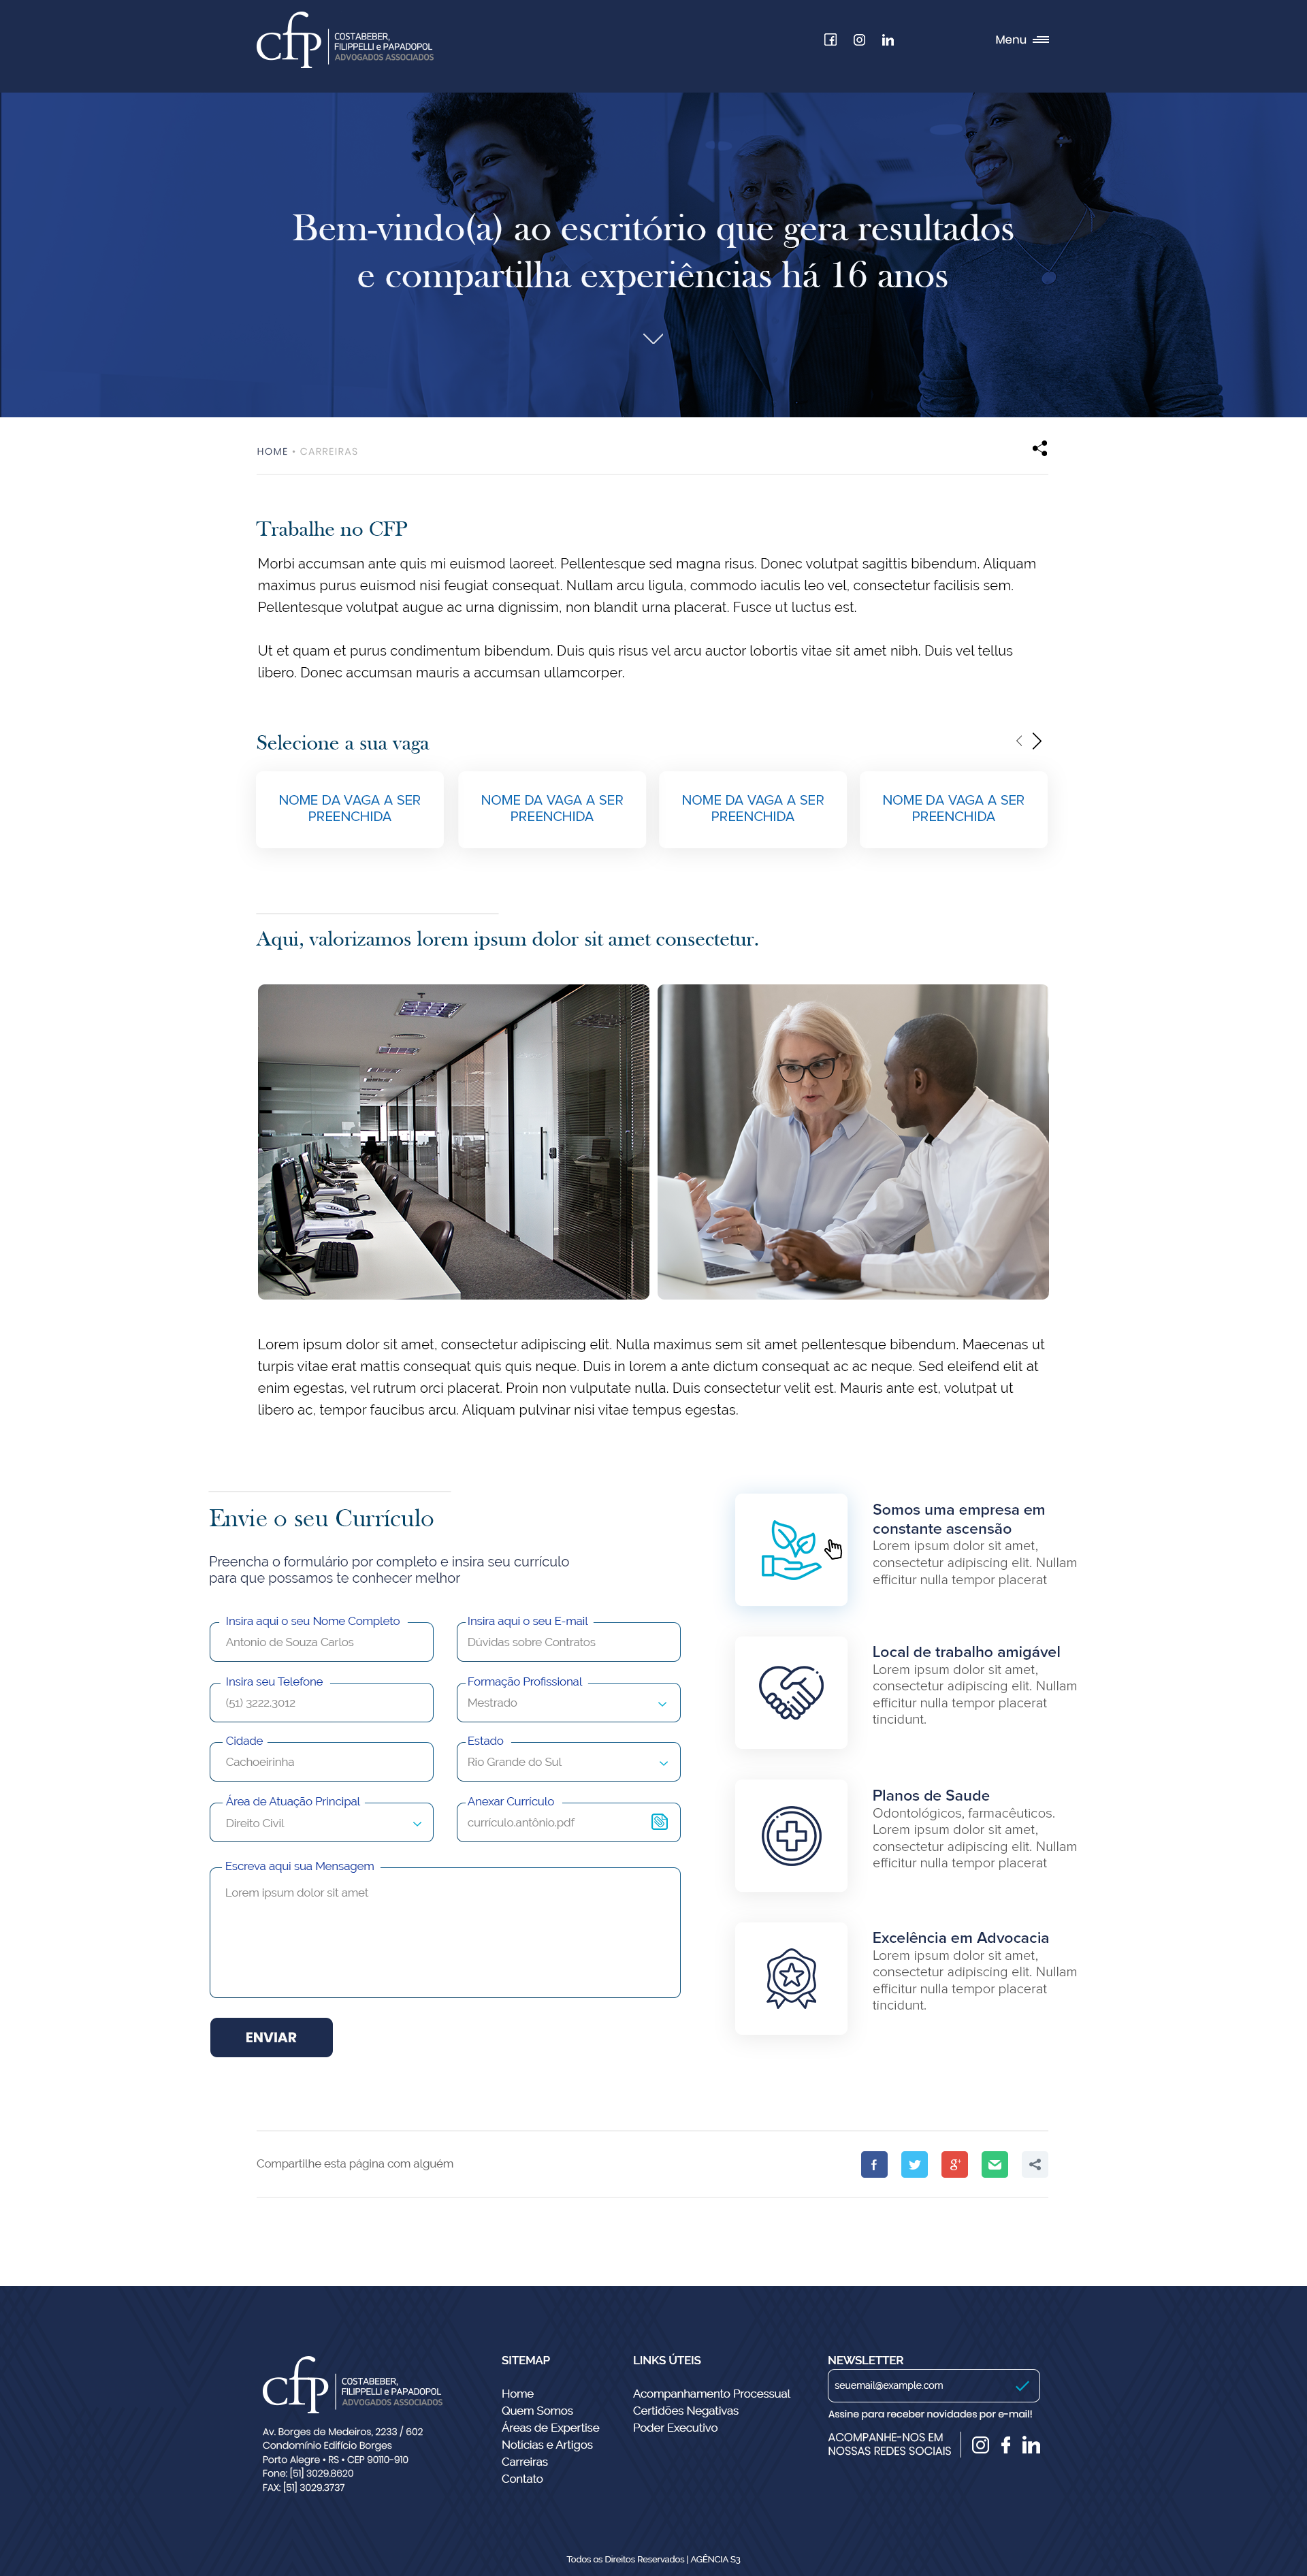 cfp
COSTABEBER,
FILIPPELLI e PAPADOPOL
ADVOGADOS ASSOCIADOS
Menu
Bem-vindo(a) ao escritório que gera resultados
e compartilha experiências há 16 anos
HOME • CARREIRAS
Trabalhe no CFP
Morbi accumsan ante quis mi euismod laoreet. Pellentesque sed magna risus. Donec volutpat sagittis bibendum. Aliquam
maximus purus euismod nisi feugiat consequat. Nullam arcu ligula, commodo iaculis leo vel, consectetur facilisis sem.
Pellentesque volutpat augue ac urna dignissim, non blandit urna placerat. Fusce ut luctus est.
Ut et quam et purus condimentum bibendum. Duis quis risus vel arcu auctor lobortis vitae sit amet nibh. Duis vel tellus
libero. Donec accumsan mauris a accumsan ullamcorper.
Selecione a sua vaga
NOME DA VAGA A SER
PREENCHIDA
NOME DA VAGA A SER
PREENCHIDA
NOME DA VAGA A SER
PREENCHIDA
NOME DA VAGA A SER
PREENCHIDA
Aqui, valorizamos lorem ipsum dolor sit amet consectetur.
Lorem ipsum dolor sit amet, consectetur adipiscing elit. Nulla maximus sem sit amet pellentesque bibendum. Maecenas ut
turpis vitae erat mattis consequat quis quis neque. Duis in lorem a ante dictum consequat ac ac neque. Sed eleifend elit at
enim egestas, vel rutrum orci placerat. Proin non vulputate nulla. Duis consectetur velit est. Mauris ante est, volutpat ut
libero ac, tempor faucibus arcu. Aliquam pulvinar nisi vitae tempus egestas.
Envie o seu Currículo
Preencha o formulário por completo e insira seu currículo
para que possamos te conhecer melhor
Insira aqui o seu Nome Completo
Antonio de Souza Carlos
Insira aqui o seu E-mail
Dúvidas sobre Contratos
Insira seu Telefone
(51) 3222.3012
Formação Profissional
Mestrado
Cidade
Cachoeirinha
Estado
Rio Grande do Sul
Área de Atuação Principal
Direito Civil
Anexar Currículo
currículo.antônio.pdf
Escreva aqui sua Mensagem
Lorem ipsum dolor sit amet
ENVIAR
Somos uma empresa em
constante ascensão
Lorem ipsum dolor sit amet,
consectetur adipiscing elit. Nullam
efficitur nulla tempor placerat
Local de trabalho amigável
Lorem ipsum dolor sit amet,
consectetur adipiscing elit. Nullam
efficitur nulla tempor placerat
tincidunt.
Planos de Saude
Odontológicos, farmacêuticos.
Lorem ipsum dolor sit amet,
consectetur adipiscing elit. Nullam
efficitur nulla tempor placerat
Excelência em Advocacia
Lorem ipsum dolor sit amet,
consectetur adipiscing elit. Nullam
efficitur nulla tempor placerat
tincidunt.
Compartilhe esta página com alguém
cfp
COSTABEBER,
FILIPPELLI e PAPADOPOL
ADVOGADOS ASSOCIADOS
Av. Borges de Medeiros, 2233 / 602
Condomínio Edifício Borges
Porto Alegre • RS • CEP 90110-910
Fone: [51] 3029.8620
FAX: [51] 3029.3737
SITEMAP
Home
Quem Somos
Áreas de Expertise
Notícias e Artigos
Carreiras
Contato
LINKS ÚTEIS
Acompanhamento Processual
Certidões Negativas
Poder Executivo
NEWSLETTER
seuemail@example.com
Assine para receber novidades por e-mail!
ACOMPANHE-NOS EM
NOSSAS REDES SOCIAIS
Todos os Direitos Reservados | AGÊNCIA S3